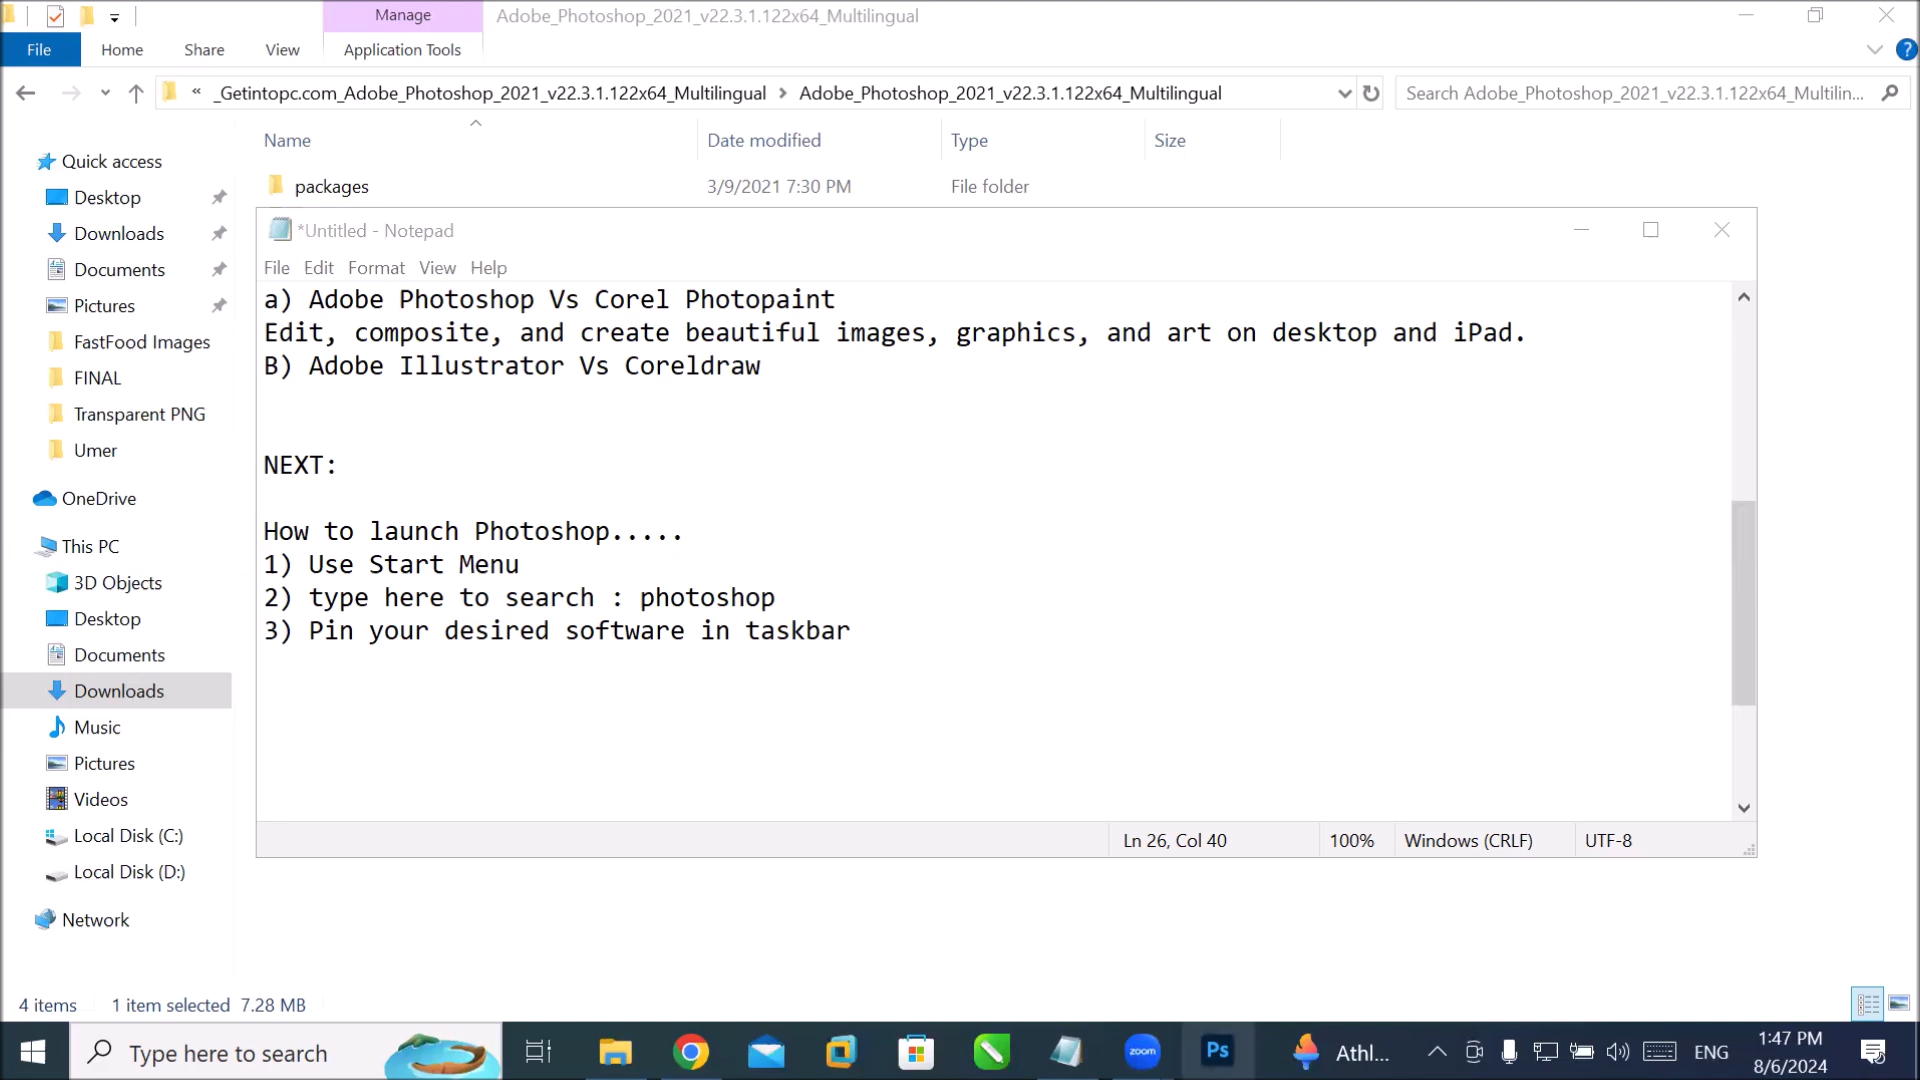 Manage
Adobe_Photoshop_2021_v22.3.1.122x64_Multilingual
File
Home
Share
View
Application Tools
« _Getintopc.com_Adobe_Photoshop_2021_v22.3.1.122x64_Multilingual > Adobe_Photoshop_2021_v22.3.1.122x64_Multilingual
Search Adobe_Photoshop_2021_v22.3.1.122x64_Multilin...
Name
Date modified
Type
Size
packages
3/9/2021 7:30 PM
File folder
Quick access
Desktop
Downloads
Documents
Pictures
FastFood Images
FINAL
Transparent PNG
Umer
OneDrive
This PC
3D Objects
Desktop
Documents
Downloads
Music
Pictures
Videos
Local Disk (C:)
Local Disk (D:)
Network
*Untitled - Notepad
File Edit Format View Help
a) Adobe Photoshop Vs Corel Photopaint
Edit, composite, and create beautiful images, graphics, and art on desktop and iPad.
B) Adobe Illustrator Vs Coreldraw
NEXT:
How to launch Photoshop.....
1) Use Start Menu
2) type here to search : photoshop
3) Pin your desired software in taskbar
Ln 26, Col 40
100%
Windows (CRLF)
UTF-8
4 items
1 item selected 7.28 MB
Type here to search
zoom
Ps
Athl...
ENG
1:47 PM
8/6/2024